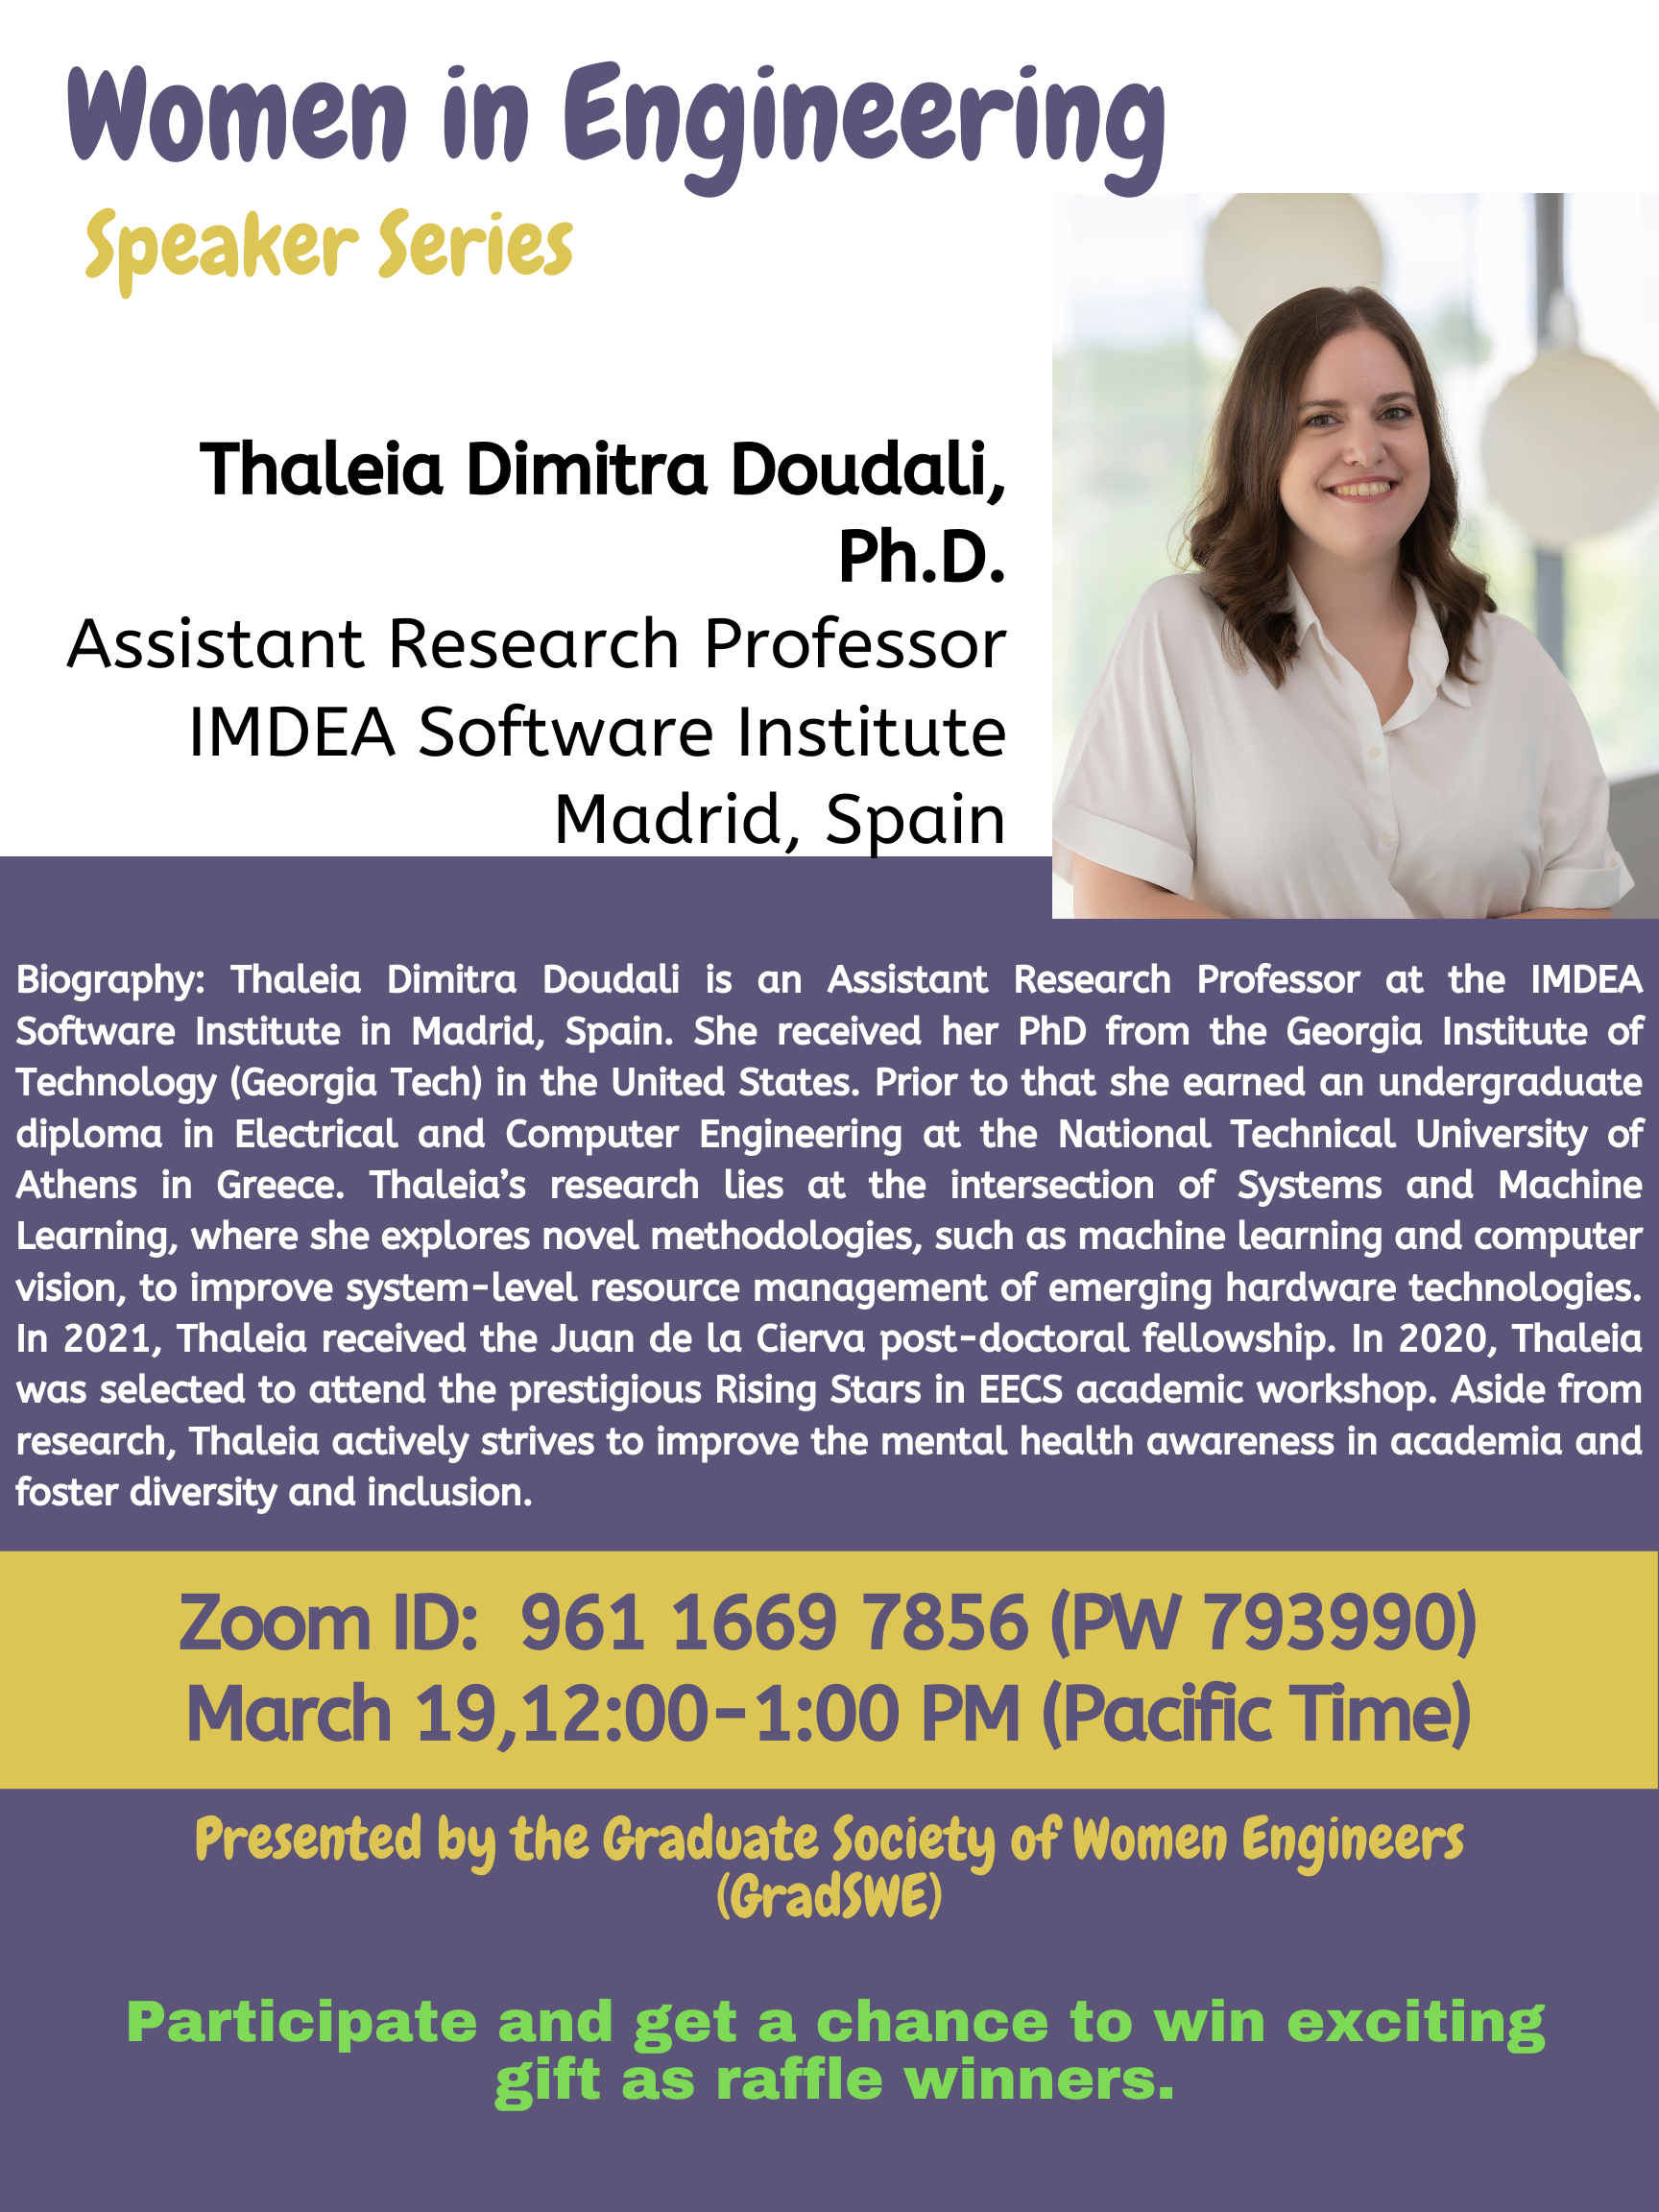 Women in Engineering
Speaker Series
Thaleia Dimitra Doudali,
Ph.D.
Assistant Research Professor
IMDEA Software Institute
Madrid, Spain
Biography: Thaleia Dimitra Doudali is an Assistant Research Professor at the IMDEA
Software Institute in Madrid, Spain. She received her PhD from the Georgia Institute of
Technology (Georgia Tech) in the United States. Prior to that she earned an undergraduate
diploma in Electrical and Computer Engineering at the National Technical University of
Athens in Greece. Thaleia’s research lies at the intersection of Systems and Machine
Learning, where she explores novel methodologies, such as machine learning and computer
vision, to improve system-level resource management of emerging hardware technologies.
In 2021, Thaleia received the Juan de la Cierva post-doctoral fellowship. In 2020, Thaleia
was selected to attend the prestigious Rising Stars in EECS academic workshop. Aside from
research, Thaleia actively strives to improve the mental health awareness in academia and
foster diversity and inclusion.
Zoom ID:  961 1669 7856 (PW 793990)
March 19,12:00-1:00 PM (Pacific Time)
Presented by the Graduate Society of Women Engineers
(GradSWE)
Participate and get a chance to win exciting
gift as raffle winners.